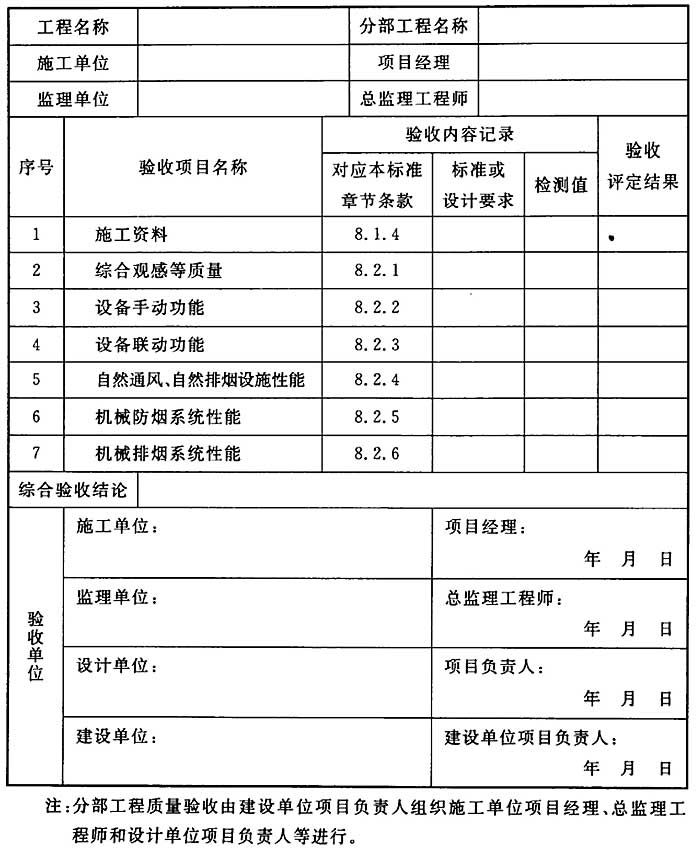 工程名称 分部工程名称
施工单位 项目经理
监理单位 总监理工程师
序号 验收项目名称 验收内容记录 验收评定结果
对应本标准章节条款 标准或设计要求 检测值
1 施工资料 8.1.4
2 综合观感等质量 8.2.1
3 设备手动功能 8.2.2
4 设备联动功能 8.2.3
5 自然通风、自然排烟设施性能 8.2.4
6 机械防烟系统性能 8.2.5
7 机械排烟系统性能 8.2.6
综合验收结论
验收单位
施工单位： 项目经理：
年 月 日
监理单位： 总监理工程师：
年 月 日
设计单位： 项目负责人：
年 月 日
建设单位： 建设单位项目负责人：
年 月 日
注：分部工程质量验收由建设单位项目负责人组织施工单位项目经理、总监理工
程师和设计单位项目负责人等进行。